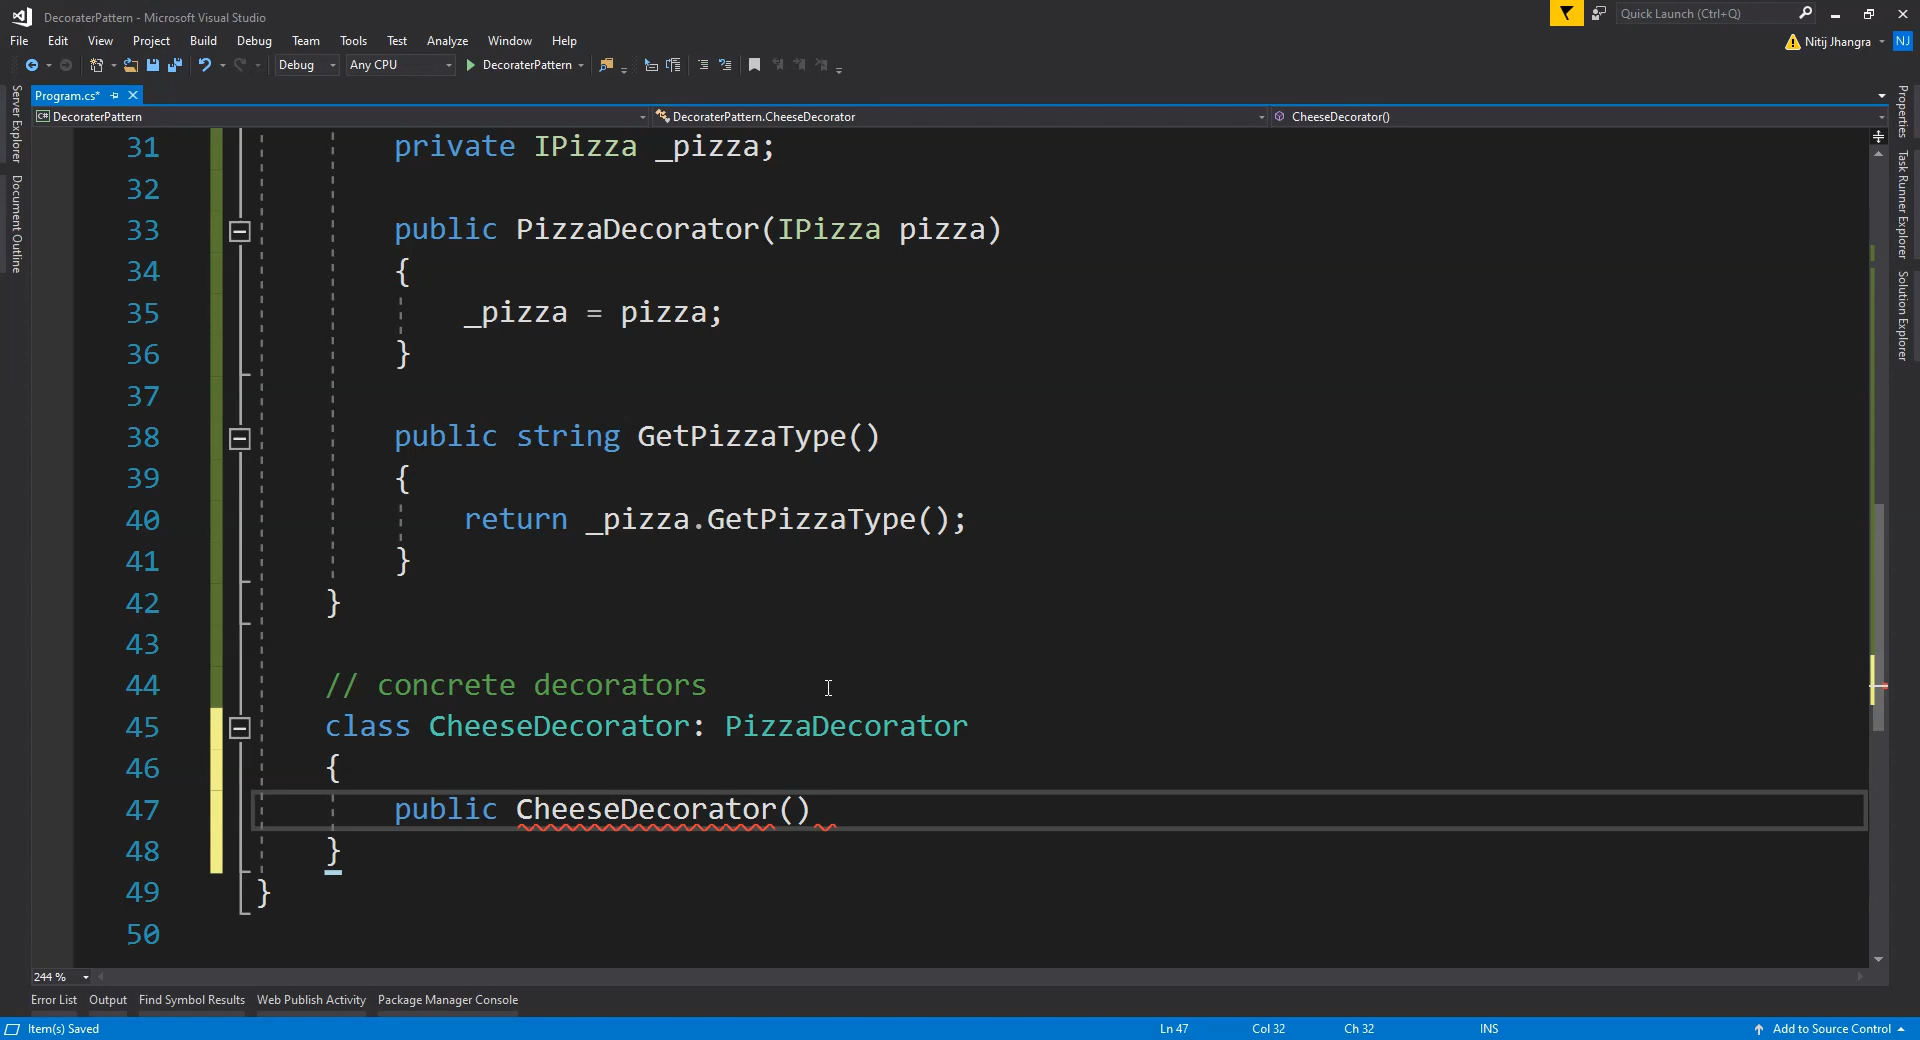 DecoraterPattern - Microsoft Visual Studio
Quick Launch (Ctrl+Q)
File Edit View Project Build Debug Team Tools Test Analyze Window Help
Nitij Jhangra
NJ
Debug
Any CPU
DecoraterPattern
Program.cs*
C# DecoraterPattern
DecoraterPattern.CheeseDecorator
CheeseDecorator()
Server Explorer
Document Outline
Properties
Task Runner Explorer
Solution Explorer
31 private IPizza _pizza;
32
33 public PizzaDecorator(IPizza pizza)
34 {
35 _pizza = pizza;
36 }
37
38 public string GetPizzaType()
39 {
40 return _pizza.GetPizzaType();
41 }
42 }
43
44 // concrete decorators
45 class CheeseDecorator: PizzaDecorator
46 {
47 public CheeseDecorator()
48 }
49 }
50
244 %
Error List Output Find Symbol Results Web Publish Activity Package Manager Console
Item(s) Saved
Ln 47 Col 32 Ch 32 INS
Add to Source Control